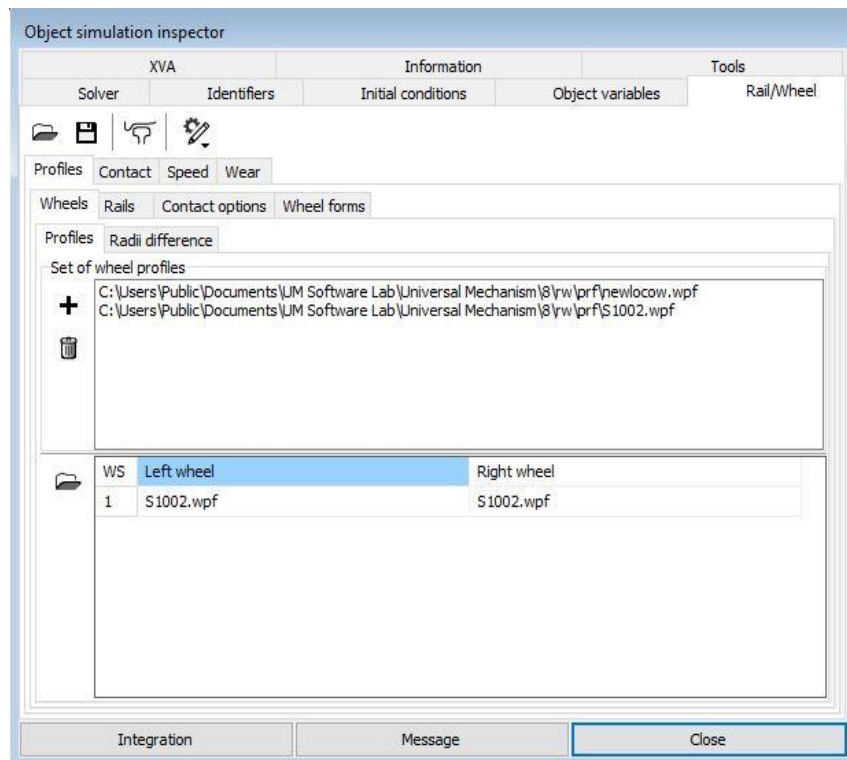 Object simulation inspector
XVA Information Tools
Solver Identifiers Initial conditions Object variables Rail/Wheel
Profiles Contact Speed Wear
Wheels Rails Contact options Wheel forms
Profiles Radii difference
Set of wheel profiles
C:\Users\Public\Documents\UM Software Lab\Universal Mechanism\8\rw\prf\newlocow.wpf
C:\Users\Public\Documents\UM Software Lab\Universal Mechanism\8\rw\prf\S1002.wpf
WS Left wheel Right wheel
1 S1002.wpf S1002.wpf
Integration Message Close